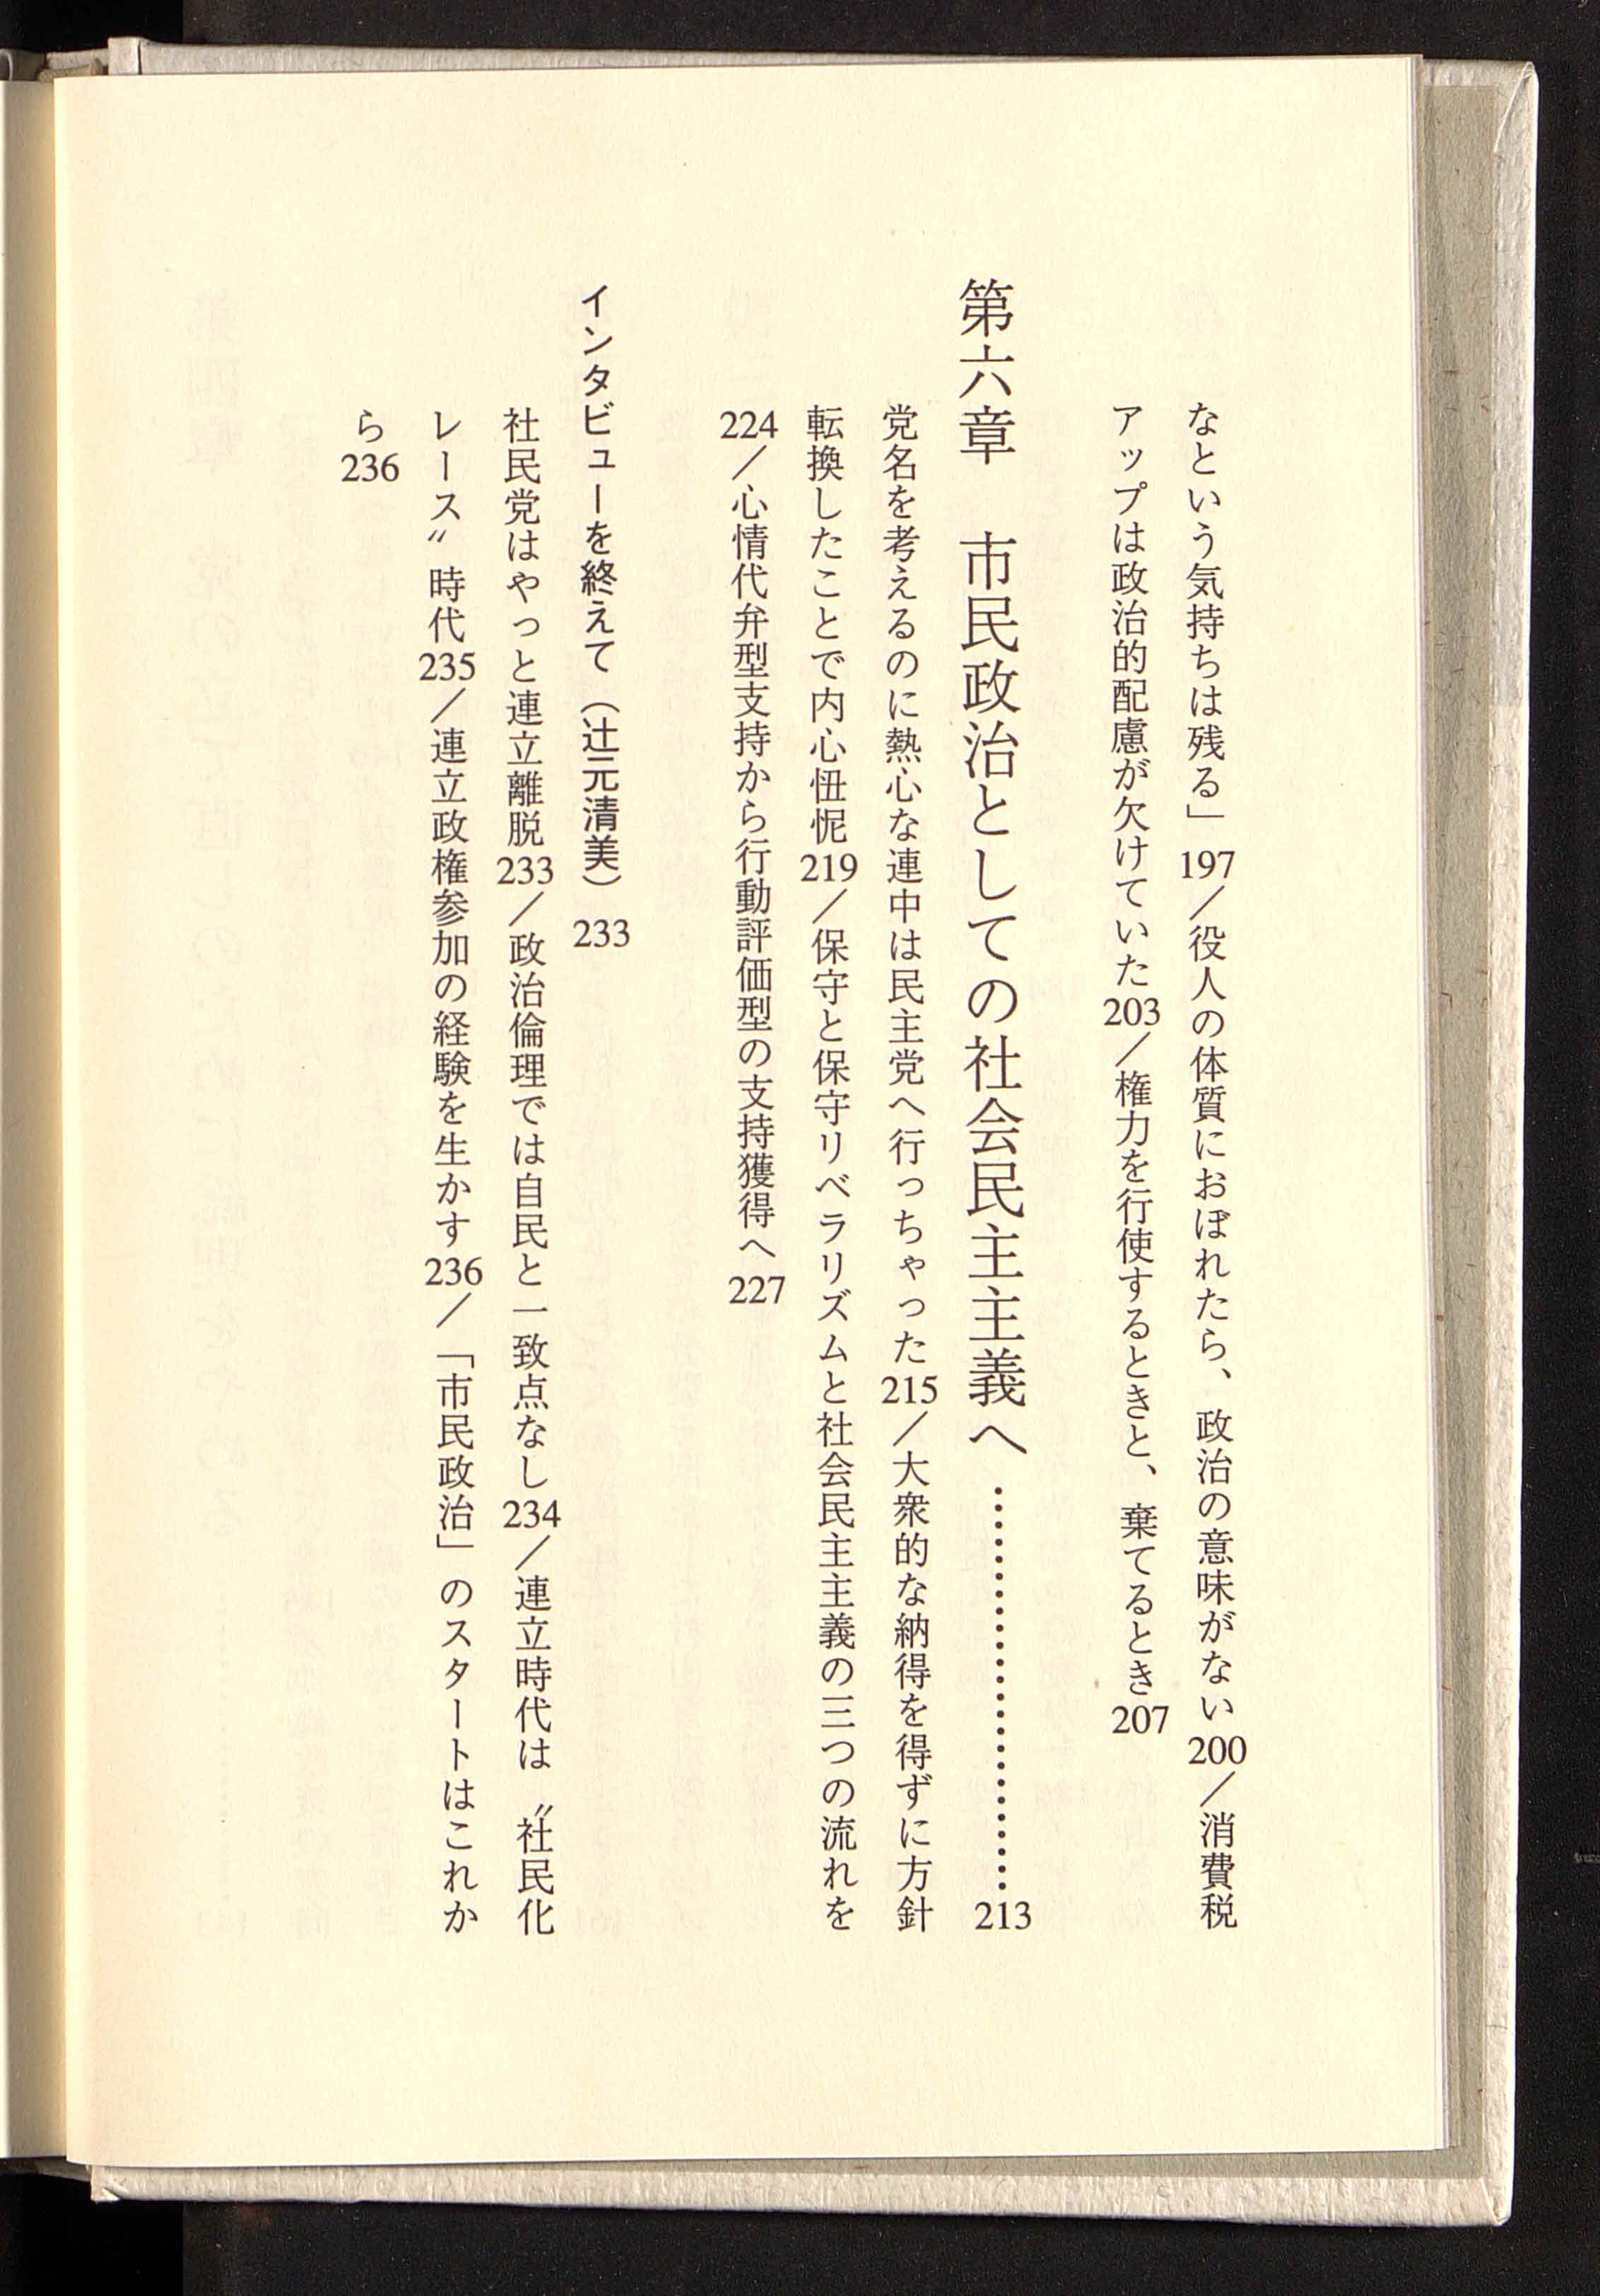 なという気持ちは残る」197／役人の体質におぼれたら、政治の意味がない200／消費税
アップは政治的配慮が欠けていた203／権力を行使するときと、棄てるとき207
第六章　市民政治としての社会民主主義へ……………………213
党名を考えるのに熱心な連中は民主党へ行っちゃった215／大衆的な納得を得ずに方針
転換したことで内心忸怩219／保守と保守リベラリズムと社会民主主義の三つの流れを
224／心情代弁型支持から行動評価型の支持獲得へ227
インタビューを終えて（辻元清美）　233
社民党はやっと連立離脱233／政治倫理では自民と一致点なし234／連立時代は〝社民化
レース〟時代235／連立政権参加の経験を生かす236／「市民政治」のスタートはこれか
ら236